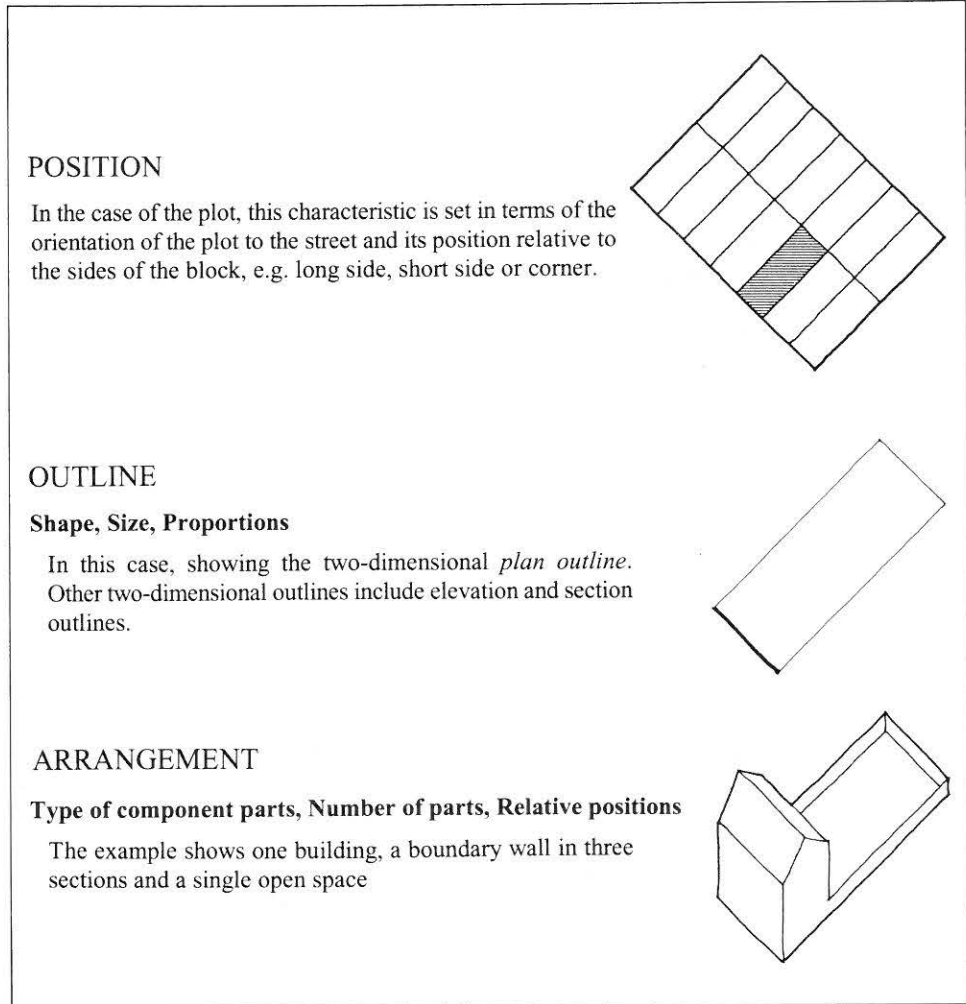 POSITION
In the case of the plot, this characteristic is set in terms of the
orientation of the plot to the street and its position relative to
the sides of the block, e.g. long side, short side or corner.
OUTLINE
Shape, Size, Proportions
In this case, showing the two-dimensional plan outline.
Other two-dimensional outlines include elevation and section
outlines.
ARRANGEMENT
Type of component parts, Number of parts, Relative positions
The example shows one building, a boundary wall in three
sections and a single open space